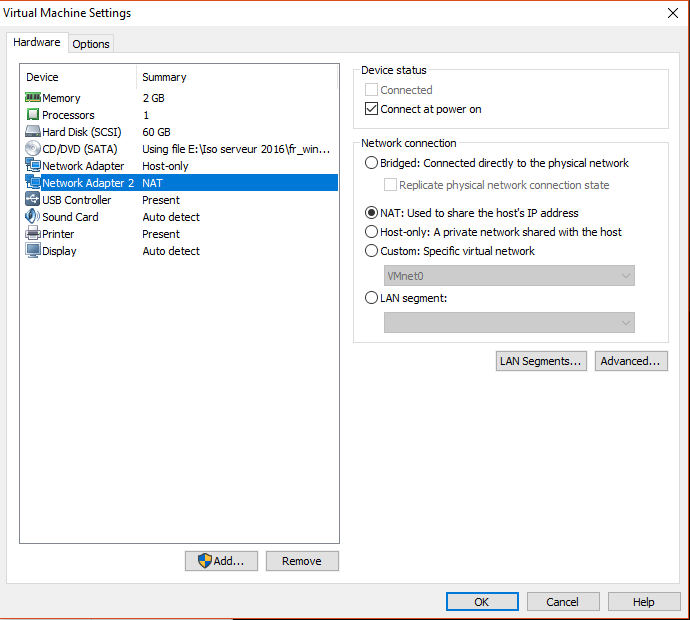 Virtual Machine Settings
Hardware Options
Device Summary
Memory 2 GB
Processors 1
Hard Disk (SCSI) 60 GB
CD/DVD (SATA) Using file E:\Iso serveur 2016\fr_win...
Network Adapter Host-only
Network Adapter 2 NAT
USB Controller Present
Sound Card Auto detect
Printer Present
Display Auto detect
Add... Remove
Device status
Connected
Connect at power on
Network connection
Bridged: Connected directly to the physical network
Replicate physical network connection state
NAT: Used to share the host's IP address
Host-only: A private network shared with the host
Custom: Specific virtual network
VMnet0
LAN segment:
LAN Segments... Advanced...
OK Cancel Help